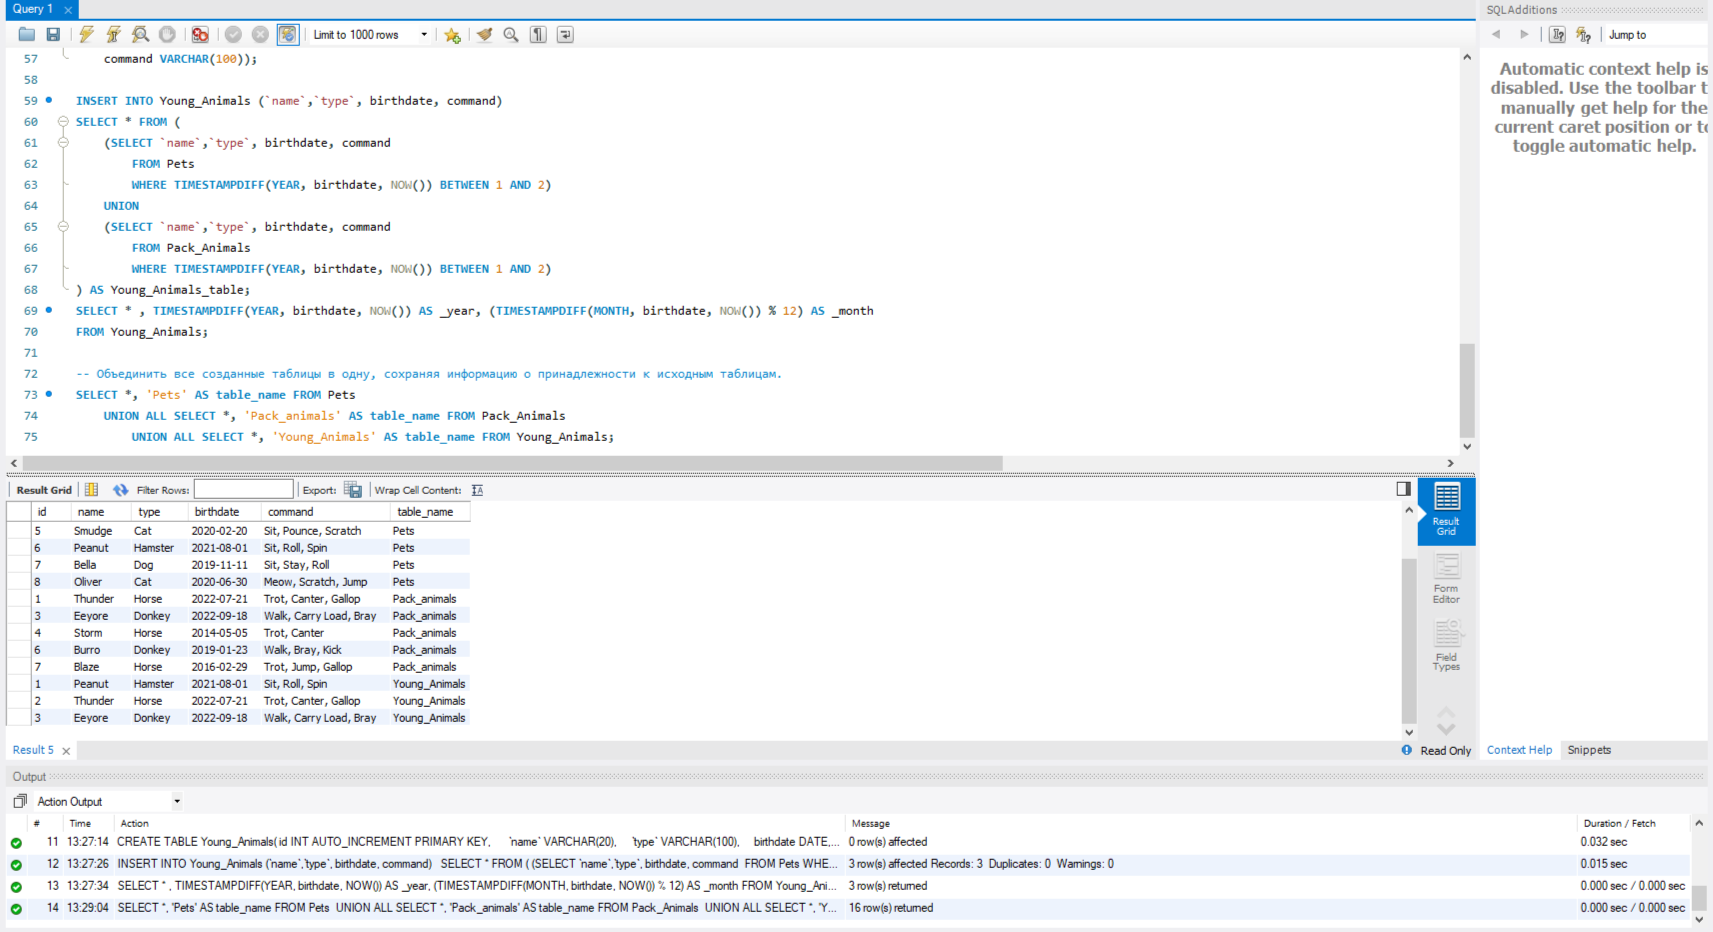 Query 1
Limit to 1000 rows
57 command VARCHAR(100));
58
59 INSERT INTO Young_Animals (`name`,`type`, birthdate, command)
60 SELECT * FROM (
61 (SELECT `name`,`type`, birthdate, command
62 FROM Pets
63 WHERE TIMESTAMPDIFF(YEAR, birthdate, NOW()) BETWEEN 1 AND 2)
64 UNION
65 (SELECT `name`,`type`, birthdate, command
66 FROM Pack_Animals
67 WHERE TIMESTAMPDIFF(YEAR, birthdate, NOW()) BETWEEN 1 AND 2)
68 ) AS Young_Animals_table;
69 SELECT * , TIMESTAMPDIFF(YEAR, birthdate, NOW()) AS _year, (TIMESTAMPDIFF(MONTH, birthdate, NOW()) % 12) AS _month
70 FROM Young_Animals;
71
72 -- Объединить все созданные таблицы в одну, сохраняя информацию о принадлежности к исходным таблицам.
73 SELECT *, 'Pets' AS table_name FROM Pets
74 UNION ALL SELECT *, 'Pack_animals' AS table_name FROM Pack_Animals
75 UNION ALL SELECT *, 'Young_Animals' AS table_name FROM Young_Animals;
SQLAdditions
Jump to
Automatic context help is
disabled. Use the toolbar t
manually get help for the
current caret position or to
toggle automatic help.
Result Grid Filter Rows: Export: Wrap Cell Content:
id name type birthdate command table_name
5 Smudge Cat 2020-02-20 Sit, Pounce, Scratch Pets
6 Peanut Hamster 2021-08-01 Sit, Roll, Spin Pets
7 Bella Dog 2019-11-11 Sit, Stay, Roll Pets
8 Oliver Cat 2020-06-30 Meow, Scratch, Jump Pets
1 Thunder Horse 2022-07-21 Trot, Canter, Gallop Pack_animals
3 Eeyore Donkey 2022-09-18 Walk, Carry Load, Bray Pack_animals
4 Storm Horse 2014-05-05 Trot, Canter Pack_animals
6 Burro Donkey 2019-01-23 Walk, Bray, Kick Pack_animals
7 Blaze Horse 2016-02-29 Trot, Jump, Gallop Pack_animals
1 Peanut Hamster 2021-08-01 Sit, Roll, Spin Young_Animals
2 Thunder Horse 2022-07-21 Trot, Canter, Gallop Young_Animals
3 Eeyore Donkey 2022-09-18 Walk, Carry Load, Bray Young_Animals
Result
Grid
Form
Editor
Field
Types
Result 5
Read Only
Context Help Snippets
Output
Action Output
# Time Action Message Duration / Fetch
11 13:27:14 CREATE TABLE Young_Animals( id INT AUTO_INCREMENT PRIMARY KEY, `name` VARCHAR(20), `type` VARCHAR(100), birthdate DATE,... 0 row(s) affected 0.032 sec
12 13:27:26 INSERT INTO Young_Animals (`name`,`type`, birthdate, command) SELECT * FROM ( (SELECT `name`,`type`, birthdate, command FROM Pets WHE... 3 row(s) affected Records: 3 Duplicates: 0 Warnings: 0 0.015 sec
13 13:27:34 SELECT * , TIMESTAMPDIFF(YEAR, birthdate, NOW()) AS _year, (TIMESTAMPDIFF(MONTH, birthdate, NOW()) % 12) AS _month FROM Young_Ani... 3 row(s) returned 0.000 sec / 0.000 sec
14 13:29:04 SELECT *, 'Pets' AS table_name FROM Pets UNION ALL SELECT *, 'Pack_animals' AS table_name FROM Pack_Animals UNION ALL SELECT *, 'Y... 16 row(s) returned 0.000 sec / 0.000 sec